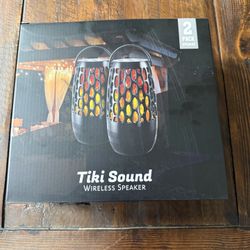 2
PACK
Tiki Sound
WIRELESS SPEAKER